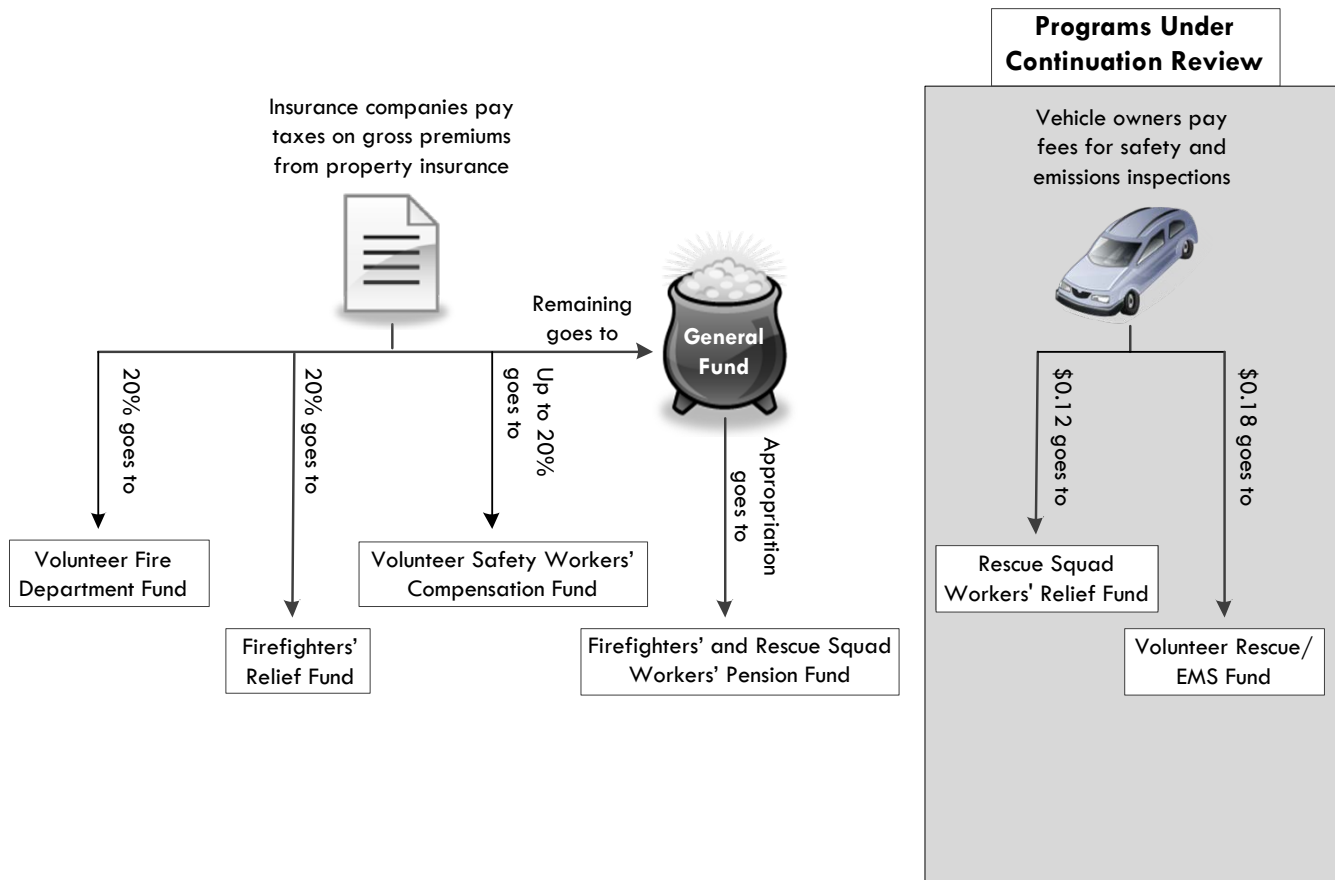 Programs Under
Continuation Review
Insurance companies pay
taxes on gross premiums
from property insurance
Vehicle owners pay
fees for safety and
emissions inspections
Remaining
goes to
General
Fund
20% goes to
20% goes to
Up to 20%
goes to
Appropriation
goes to
$0.12 goes to
$0.18 goes to
Volunteer Fire
Department Fund
Firefighters’
Relief Fund
Volunteer Safety Workers’
Compensation Fund
Firefighters’ and Rescue Squad
Workers’ Pension Fund
Rescue Squad
Workers' Relief Fund
Volunteer Rescue/
EMS Fund